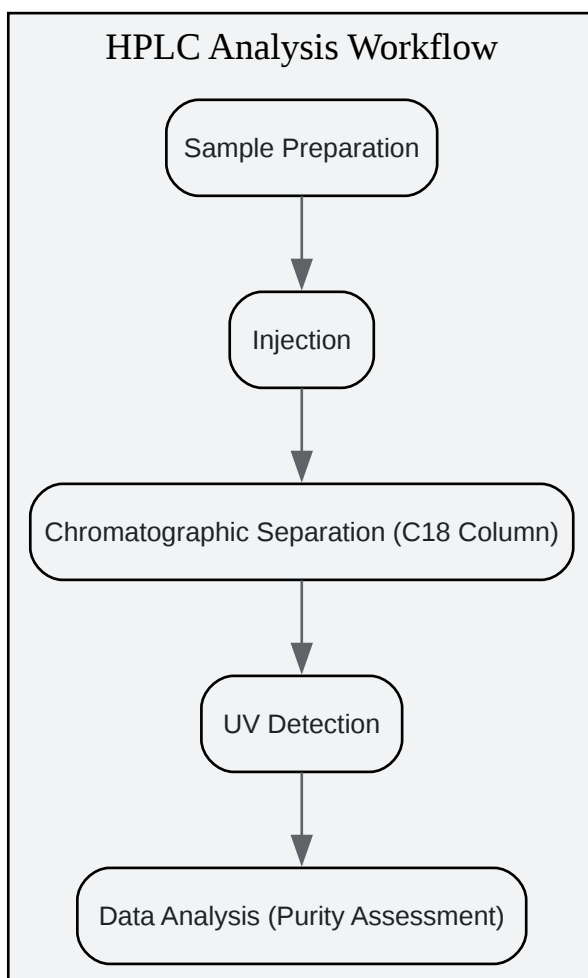 HPLC Analysis Workflow
Sample Preparation
Injection
Chromatographic Separation (C18 Column)
UV Detection
Data Analysis (Purity Assessment)